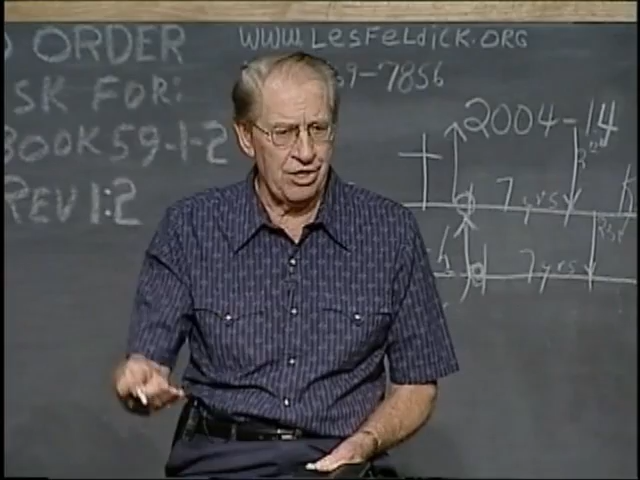 O ORDER
SK FOR:
BOOK 59-1-2
REV 1:2
WWW.LESFELDICK.ORG
39-7856
2004-14
7 yrs
7 yrs